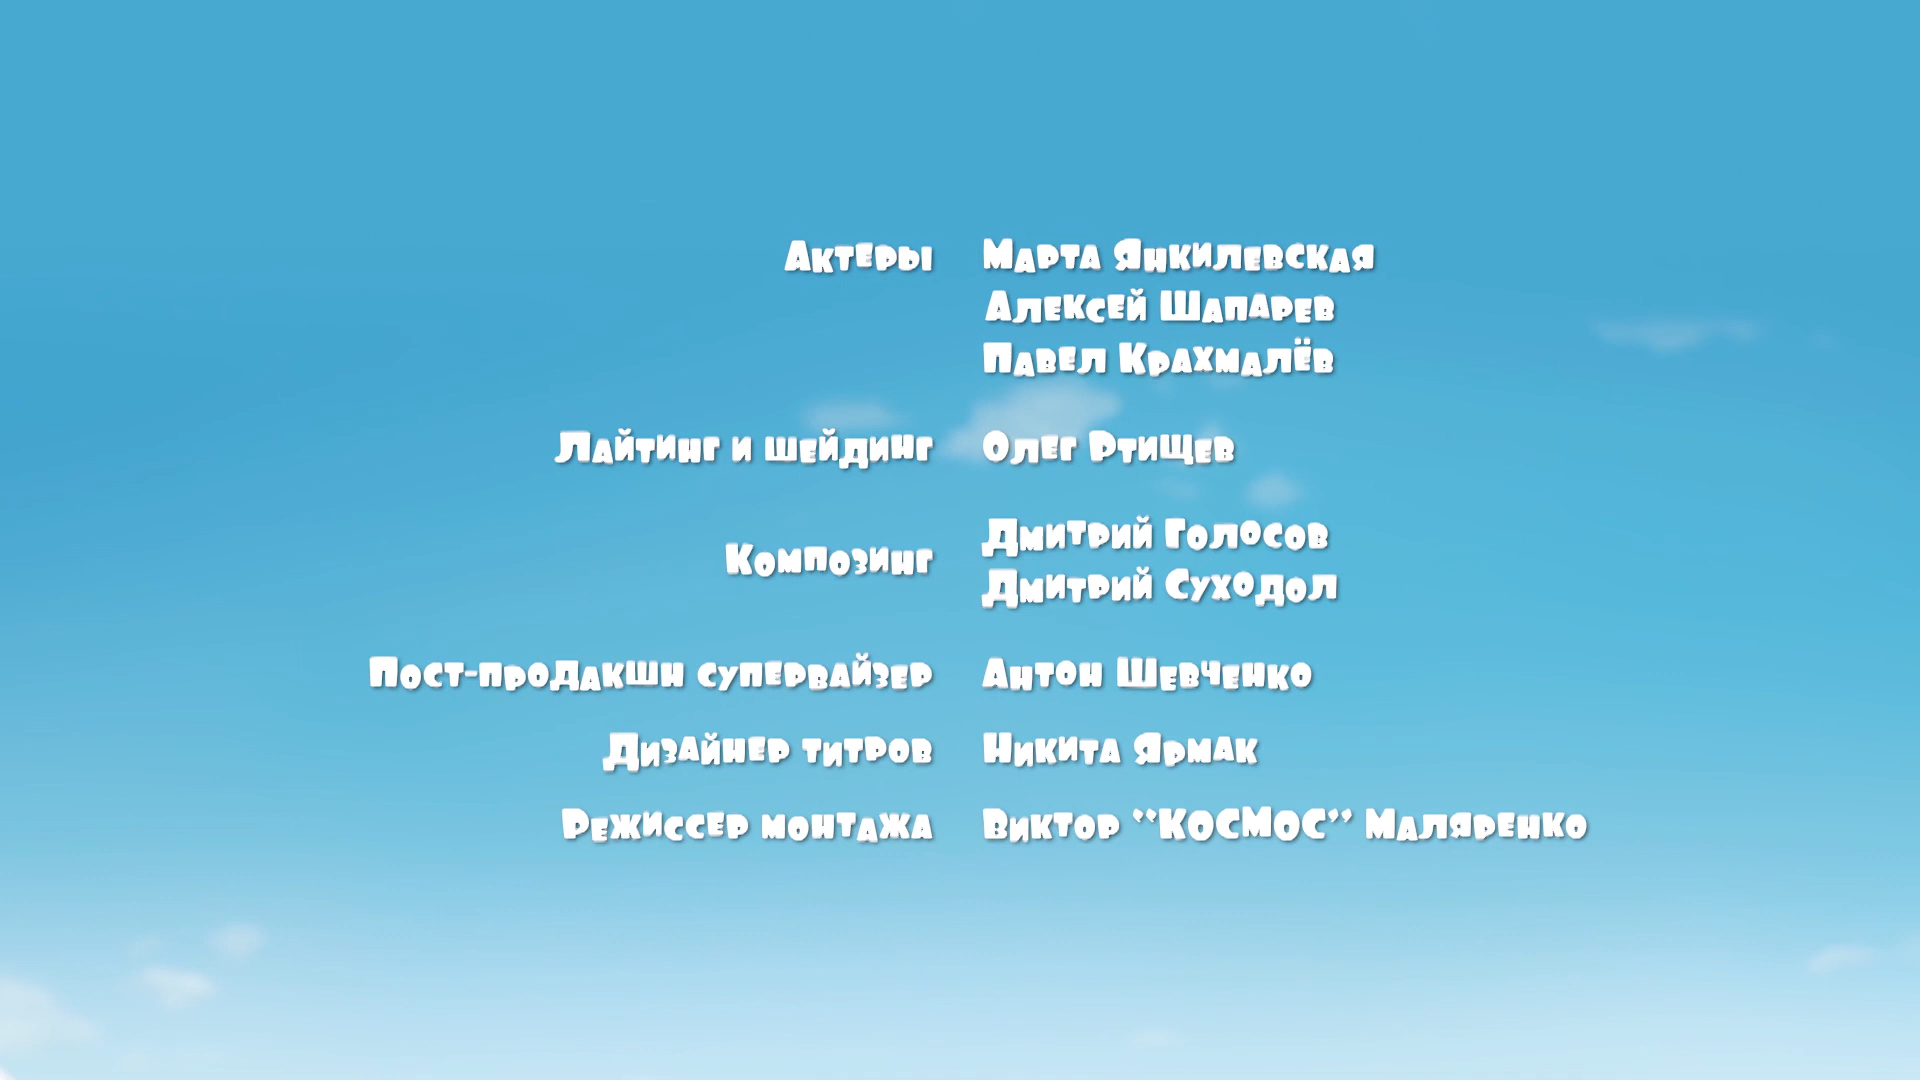 Актеры Марта Янкилевская
Алексей Шапарев
Павел Крахмалёв
Лайтинг и шейдинг Олег Ртищев
Композинг Дмитрий Голосов
Дмитрий Суходол
Пост-продакшн супервайзер Антон Шевченко
Дизайнер титров Никита Ярмак
Режиссер монтажа Виктор “КОСМОС” Маляренко